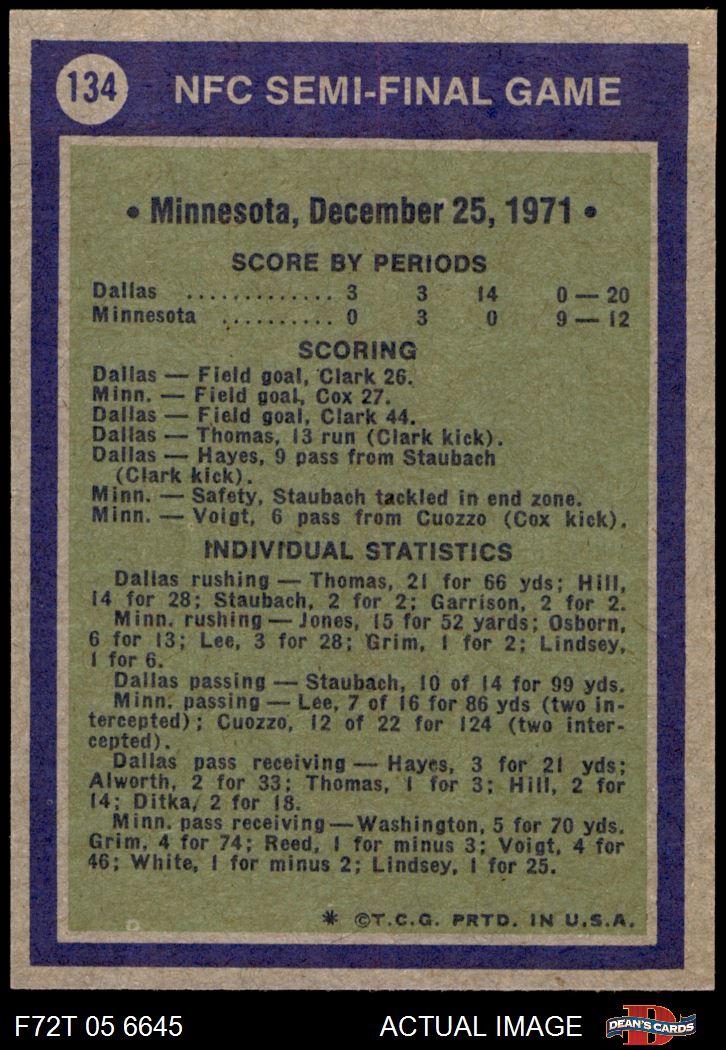 134
NFC SEMI-FINAL GAME
• Minnesota, December 25, 1971 •
SCORE BY PERIODS
Dallas ............. 3 3 14 0 — 20
Minnesota .......... 0 3 0 9 — 12
SCORING
Dallas — Field goal, Clark 26.
Minn. — Field goal, Cox 27.
Dallas — Field goal, Clark 44.
Dallas — Thomas, 13 run (Clark kick).
Dallas — Hayes, 9 pass from Staubach
(Clark kick).
Minn. — Safety, Staubach tackled in end zone.
Minn. — Voigt, 6 pass from Cuozzo (Cox kick).
INDIVIDUAL STATISTICS
Dallas rushing — Thomas, 21 for 66 yds; Hill,
14 for 28; Staubach, 2 for 2; Garrison, 2 for 2.
Minn. rushing — Jones, 15 for 52 yards; Osborn,
6 for 13; Lee, 3 for 28; Grim, 1 for 2; Lindsey,
1 for 6.
Dallas passing — Staubach, 10 of 14 for 99 yds.
Minn. passing — Lee, 7 of 16 for 86 yds (two in-
tercepted); Cuozzo, 12 of 22 for 124 (two inter-
cepted).
Dallas pass receiving — Hayes, 3 for 21 yds;
Alworth, 2 for 33; Thomas, 1 for 3; Hill, 2 for
14; Ditka, 2 for 18.
Minn. pass receiving — Washington, 5 for 70 yds.
Grim, 4 for 74; Reed, 1 for minus 3; Voigt, 4 for
46; White, 1 for minus 2; Lindsey, 1 for 25.
* ©T.C.G. PRTD. IN U.S.A.
F72T 05 6645
ACTUAL IMAGE
D
DEAN'S CARDS